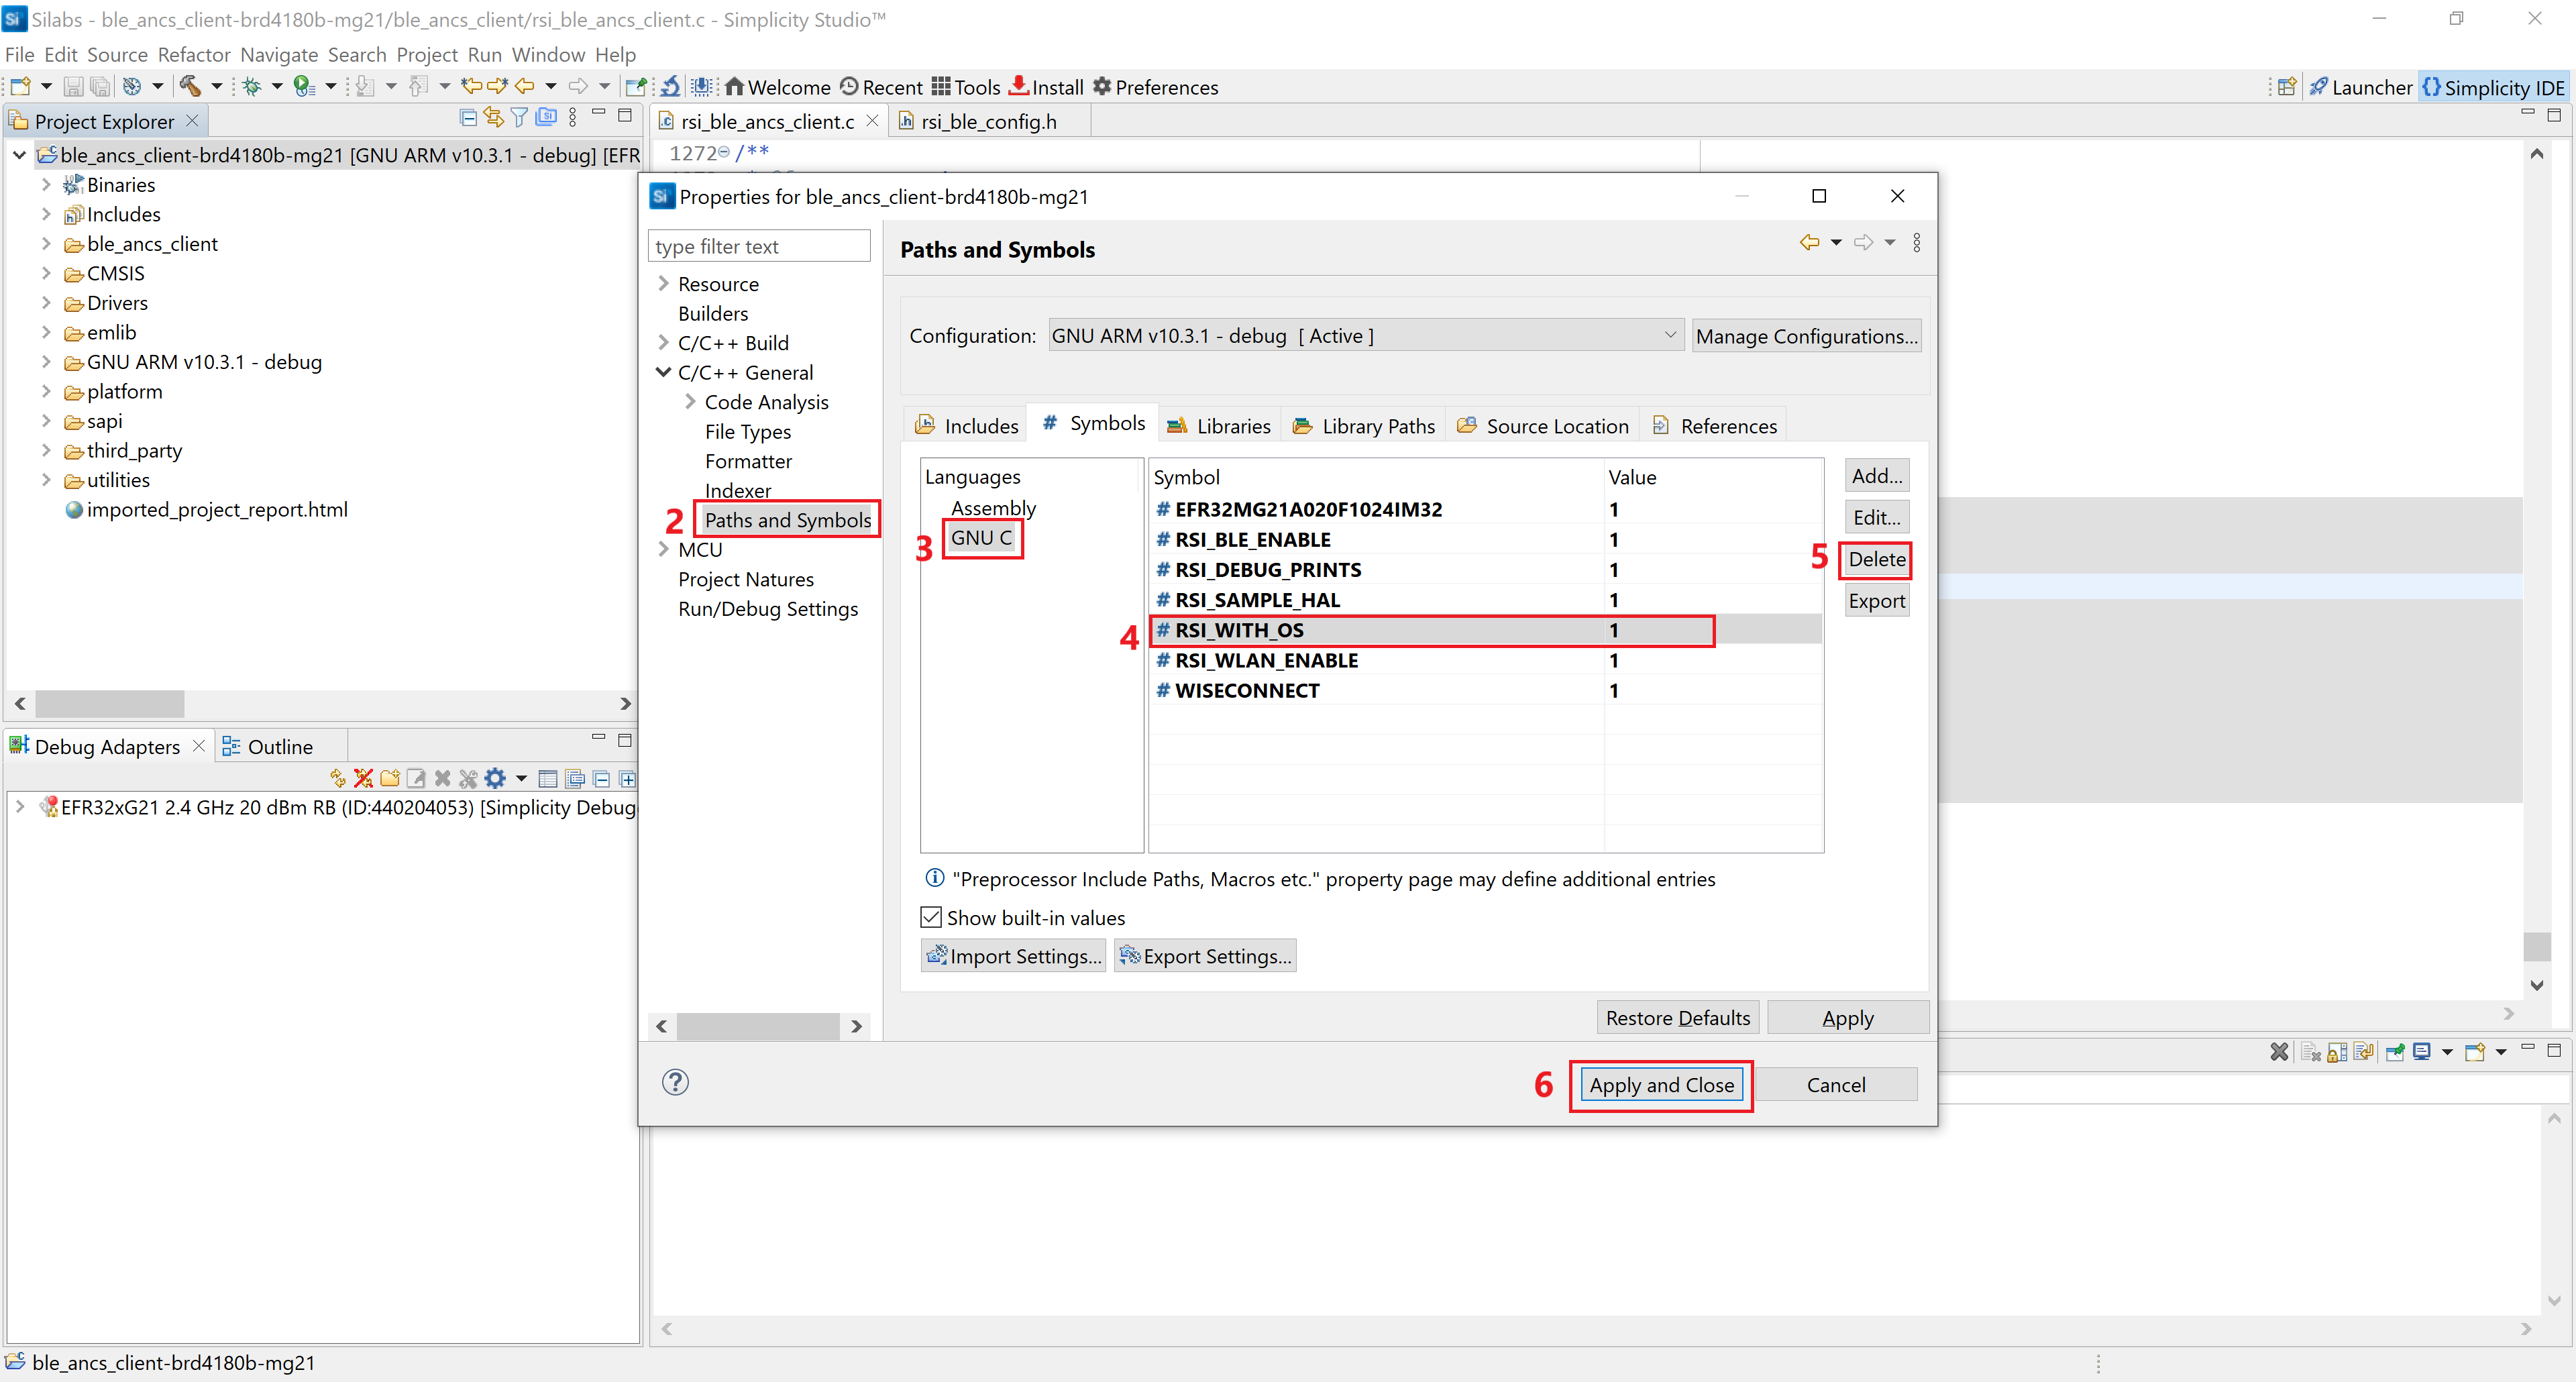 Silabs - ble_ancs_client-brd4180b-mg21/ble_ancs_client/rsi_ble_ancs_client.c - Simplicity Studio™
File Edit Source Refactor Navigate Search Project Run Window Help
Welcome Recent Tools Install Preferences Launcher {} Simplicity IDE
Project Explorer
ble_ancs_client-brd4180b-mg21 [GNU ARM v10.3.1 - debug] [EFR
Binaries
Includes
ble_ancs_client
CMSIS
Drivers
emlib
GNU ARM v10.3.1 - debug
platform
sapi
third_party
utilities
imported_project_report.html
Debug Adapters Outline
EFR32xG21 2.4 GHz 20 dBm RB (ID:440204053) [Simplicity Debug
rsi_ble_ancs_client.c rsi_ble_config.h
1272 /**
Properties for ble_ancs_client-brd4180b-mg21
type filter text
Resource
Builders
C/C++ Build
C/C++ General
Code Analysis
File Types
Formatter
Indexer
2 Paths and Symbols
MCU
Project Natures
Run/Debug Settings
Paths and Symbols
Configuration: GNU ARM v10.3.1 - debug [ Active ] Manage Configurations...
Includes # Symbols Libraries Library Paths Source Location References
Languages
Assembly
3 GNU C
Symbol Value
# EFR32MG21A020F1024IM32 1
# RSI_BLE_ENABLE 1
# RSI_DEBUG_PRINTS 1
# RSI_SAMPLE_HAL 1
4 # RSI_WITH_OS 1
# RSI_WLAN_ENABLE 1
# WISECONNECT 1
Add...
Edit...
5 Delete
Export
"Preprocessor Include Paths, Macros etc." property page may define additional entries
Show built-in values
Import Settings... Export Settings...
Restore Defaults Apply
6 Apply and Close Cancel
ble_ancs_client-brd4180b-mg21